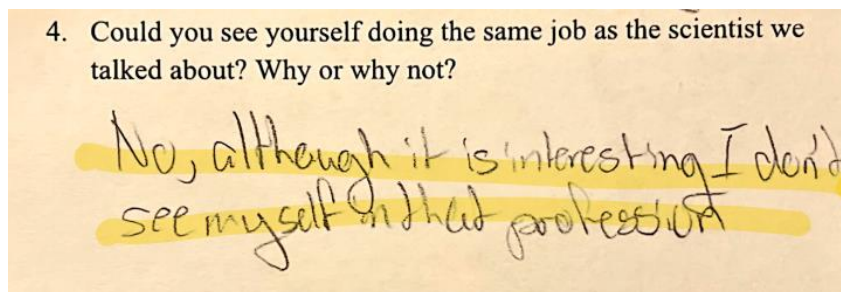 4. Could you see yourself doing the same job as the scientist we
talked about? Why or why not?
No, although it is interesting I don't
see myself in that profession